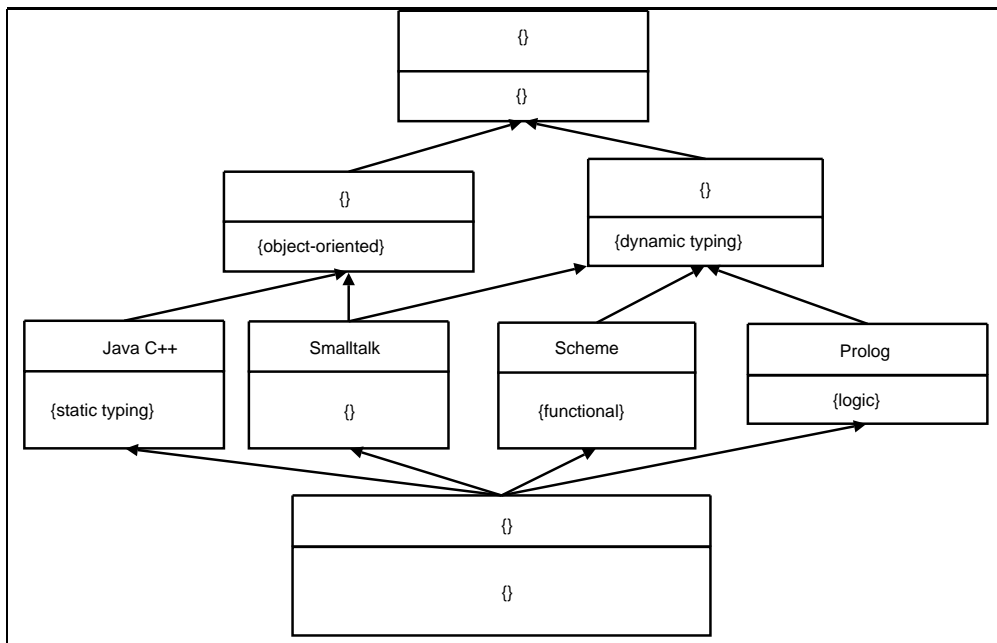 {}
{}
{}
{object-oriented}
{}
{dynamic typing}
Java C++
{static typing}
Smalltalk
{}
Scheme
{functional}
Prolog
{logic}
{}
{}